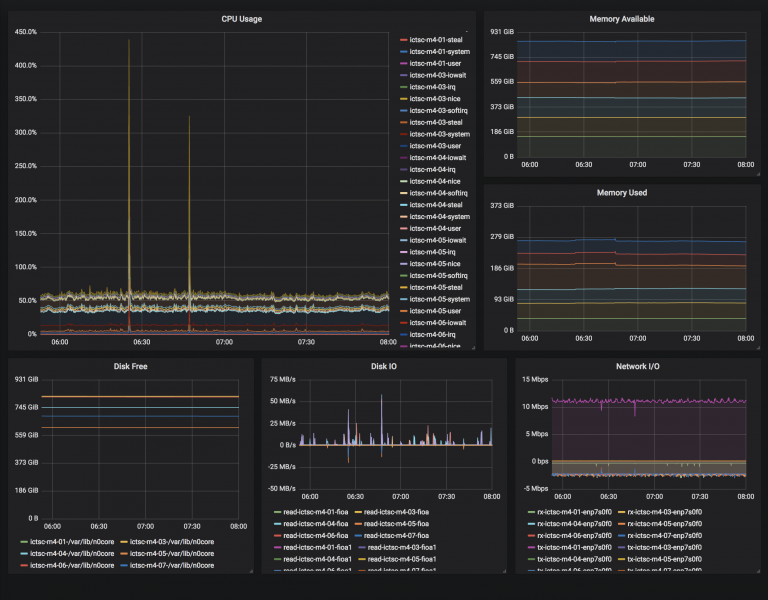 CPU Usage
450.0%
400.0%
350.0%
300.0%
250.0%
200.0%
150.0%
100.0%
50.0%
0%
06:00 06:30 07:00 07:30 08:00
ictsc-m4-01-steal
ictsc-m4-01-system
ictsc-m4-01-user
ictsc-m4-03-iowait
ictsc-m4-03-irq
ictsc-m4-03-nice
ictsc-m4-03-softirq
ictsc-m4-03-steal
ictsc-m4-03-system
ictsc-m4-03-user
ictsc-m4-04-iowait
ictsc-m4-04-irq
ictsc-m4-04-nice
ictsc-m4-04-softirq
ictsc-m4-04-steal
ictsc-m4-04-system
ictsc-m4-04-user
ictsc-m4-05-iowait
ictsc-m4-05-irq
ictsc-m4-05-nice
ictsc-m4-05-softirq
ictsc-m4-05-steal
ictsc-m4-05-system
ictsc-m4-05-user
ictsc-m4-06-iowait
ictsc-m4-06-irq
ictsc-m4-06-nice
Memory Available
931 GiB
745 GiB
559 GiB
373 GiB
186 GiB
0 B
06:00 06:30 07:00 07:30 08:00
Memory Used
373 GiB
279 GiB
186 GiB
93 GiB
0 B
06:00 06:30 07:00 07:30 08:00
Disk Free
931 GiB
745 GiB
559 GiB
373 GiB
186 GiB
0 B
06:00 06:30 07:00 07:30 08:00
ictsc-m4-01-/var/lib/n0core ictsc-m4-03-/var/lib/n0core
ictsc-m4-04-/var/lib/n0core ictsc-m4-05-/var/lib/n0core
ictsc-m4-06-/var/lib/n0core ictsc-m4-07-/var/lib/n0core
Disk IO
75 MB/s
50 MB/s
25 MB/s
0 B/s
-25 MB/s
-50 MB/s
06:00 06:30 07:00 07:30 08:00
read-ictsc-m4-01-fioa read-ictsc-m4-03-fioa
read-ictsc-m4-04-fioa read-ictsc-m4-05-fioa
read-ictsc-m4-06-fioa read-ictsc-m4-07-fioa
read-ictsc-m4-01-fioa1 read-ictsc-m4-03-fioa1
read-ictsc-m4-04-fioa1 read-ictsc-m4-05-fioa1
read-ictsc-m4-06-fioa1 read-ictsc-m4-07-fioa1
Network I/O
15 Mbps
10 Mbps
5 Mbps
0 bps
-5 Mbps
06:00 06:30 07:00 07:30 08:00
rx-ictsc-m4-01-enp7s0f0 rx-ictsc-m4-03-enp7s0f0
rx-ictsc-m4-04-enp7s0f0 rx-ictsc-m4-05-enp7s0f0
rx-ictsc-m4-06-enp7s0f0 rx-ictsc-m4-07-enp7s0f0
tx-ictsc-m4-01-enp7s0f0 tx-ictsc-m4-03-enp7s0f0
tx-ictsc-m4-04-enp7s0f0 tx-ictsc-m4-05-enp7s0f0
tx-ictsc-m4-06-enp7s0f0 tx-ictsc-m4-07-enp7s0f0